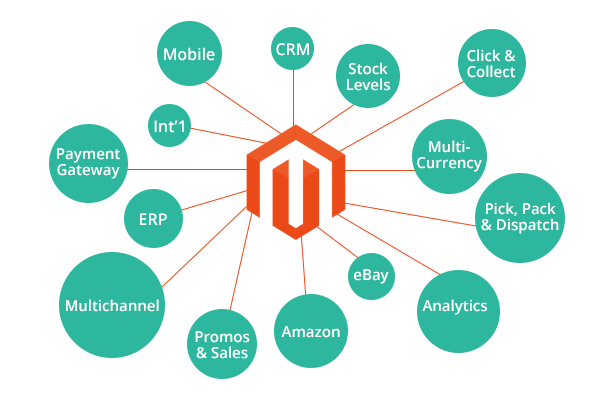 Mobile
CRM
Stock
Levels
Click &
Collect
Int'1
Payment
Gateway
Multi-
Currency
ERP
Pick, Pack
& Dispatch
Multichannel
eBay
Analytics
Promos
& Sales
Amazon